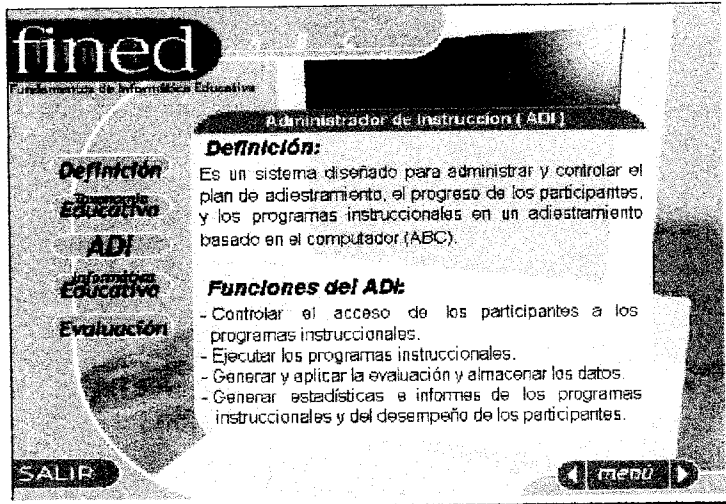 fined
Fundamentos de Informática Educativa
Administrador de Instruccion ( ADI )
Definición
Taxonomía
Educativa
ADI
Informática
Educativa
Evaluación
Definición:
Es un sistema diseñado para administrar y controlar el
plan de adiestramiento, el progreso de los participantes,
y los programas instruccionales en un adiestramiento
basado en el computador (ABC).
Funciones del ADI:
- Controlar el acceso de los participantes a los
programas instruccionales.
- Ejecutar los programas instruccionales.
- Generar y aplicar la evaluación y almacenar los datos.
- Generar estadísticas e informes de los programas
instruccionales y del desempeño de los participantes.
SALIR
menú